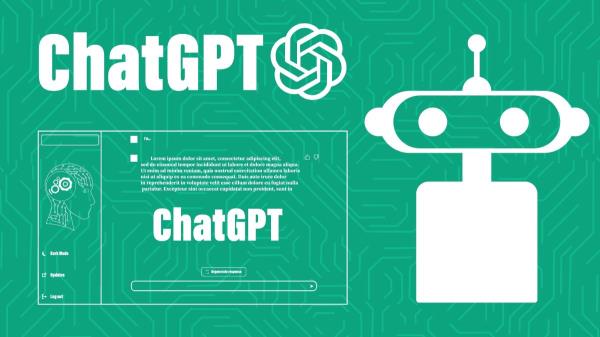 ChatGPT
Lorem ipsum dolor sit amet, consectetur adipiscing elit,
sed do eiusmod tempor incididunt ut labore et dolore magna aliqua.
Ut enim ad minim veniam, quis nostrud exercitation ullamco laboris
nisi ut aliquip ex ea commodo consequat. Duis aute irure dolor
in reprehenderit in voluptate velit esse cillum dolore eu fugiat nulla
pariatur. Excepteur sint occaecat cupidatat non proident, sunt in
ChatGPT
Dark Mode
Updates
Log out
Regenerate response